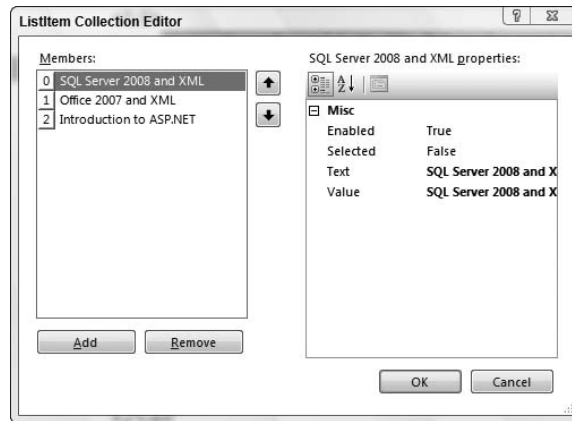 ListItem Collection Editor
Members:
0 SQL Server 2008 and XML
1 Office 2007 and XML
2 Introduction to ASP.NET
Add
Remove
SQL Server 2008 and XML properties:
Misc
Enabled True
Selected False
Text SQL Server 2008 and X
Value SQL Server 2008 and X
OK
Cancel